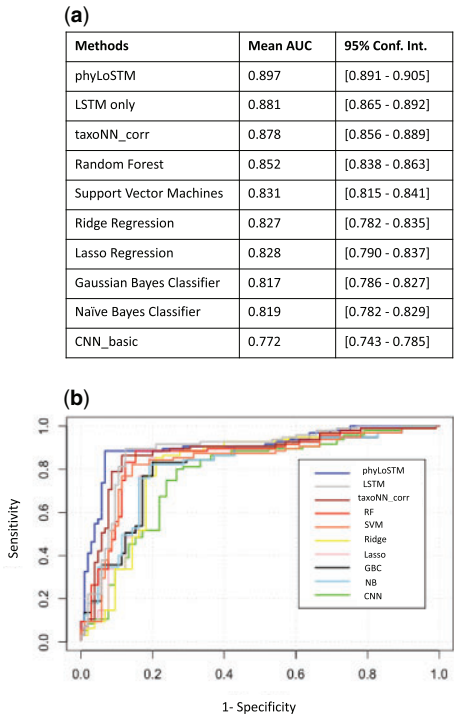 (a)
Methods Mean AUC 95% Conf. Int.
phyLoSTM 0.897 [0.891 - 0.905]
LSTM only 0.881 [0.865 - 0.892]
taxoNN_corr 0.878 [0.856 - 0.889]
Random Forest 0.852 [0.838 - 0.863]
Support Vector Machines 0.831 [0.815 - 0.841]
Ridge Regression 0.827 [0.782 - 0.835]
Lasso Regression 0.828 [0.790 - 0.837]
Gaussian Bayes Classifier 0.817 [0.786 - 0.827]
Naïve Bayes Classifier 0.819 [0.782 - 0.829]
CNN_basic 0.772 [0.743 - 0.785]
(b)
Sensitivity
1.0
0.8
0.6
0.4
0.2
0.0
phyLoSTM
LSTM
taxoNN_corr
RF
SVM
Ridge
Lasso
GBC
NB
CNN
0.0 0.2 0.4 0.6 0.8 1.0
1- Specificity